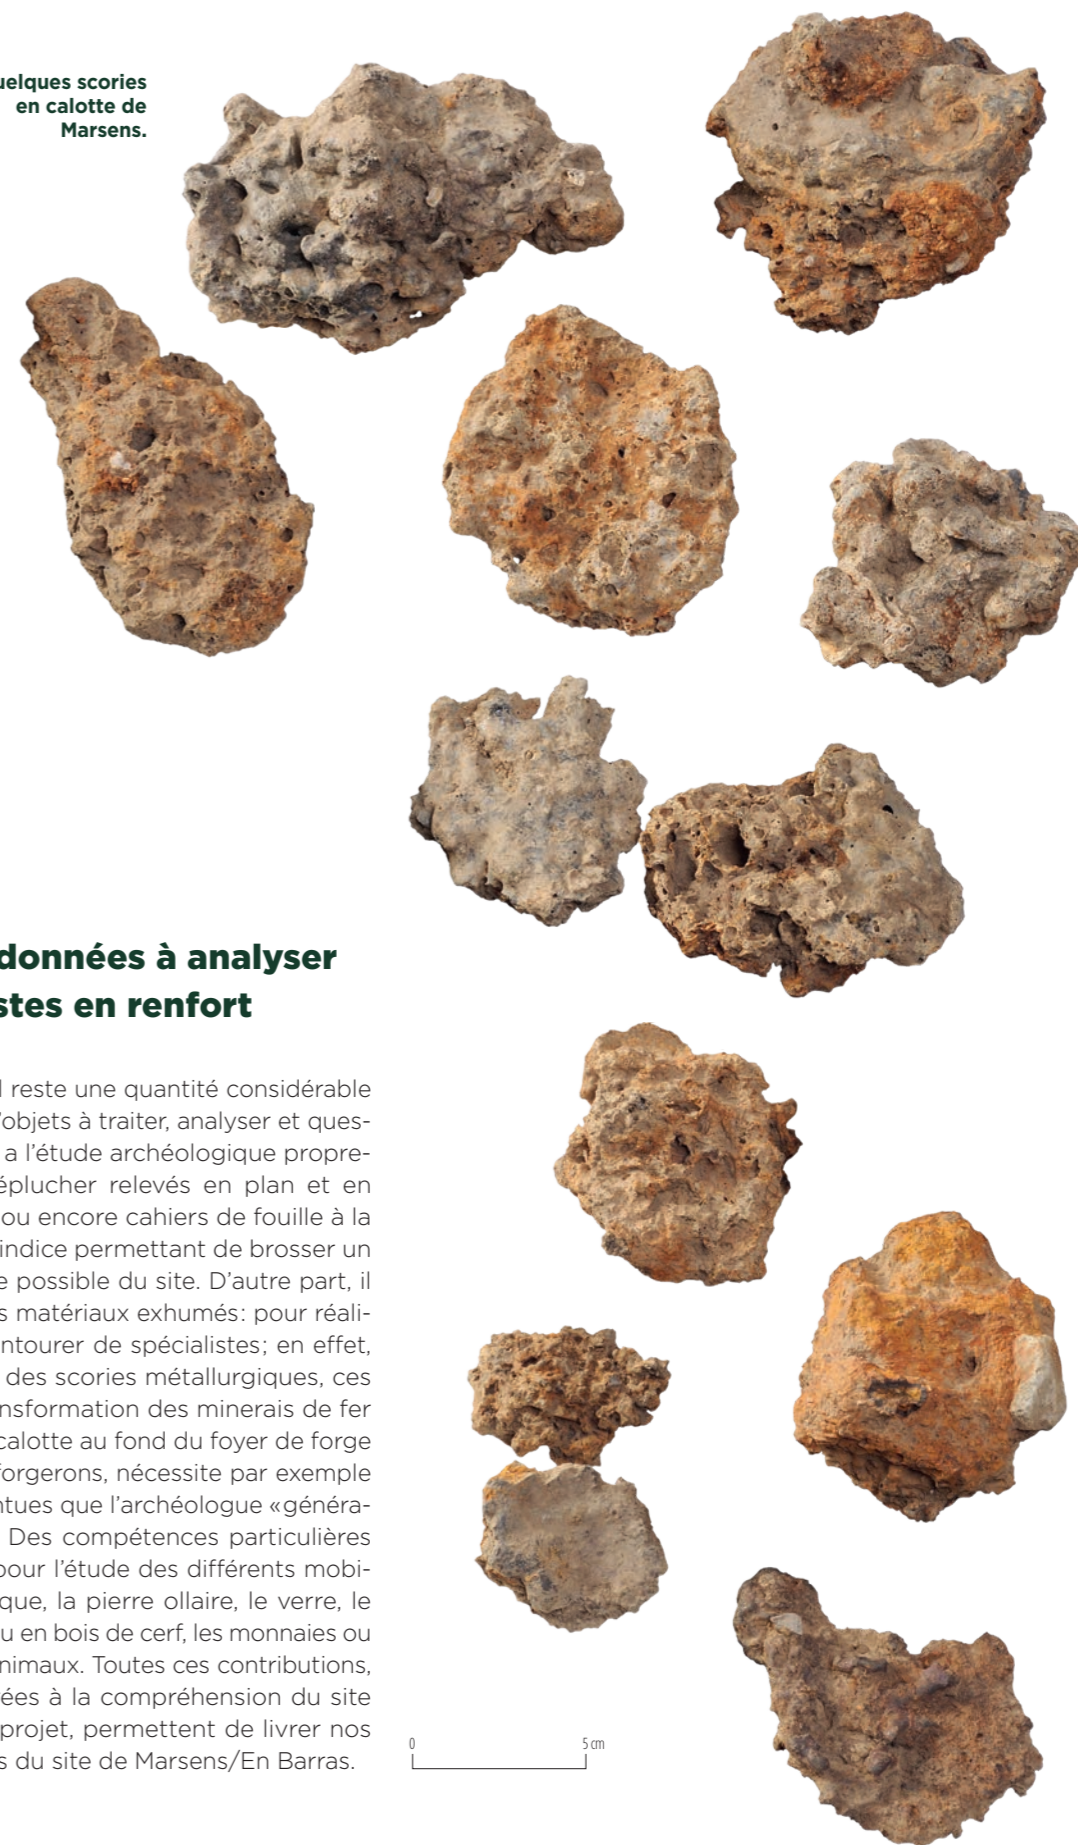 uelques scories
en calotte de
Marsens.
données à analyser
stes en renfort
l reste une quantité considérable
'objets à traiter, analyser et ques-
a l'étude archéologique propre-
éplucher relevés en plan et en
ou encore cahiers de fouille à la
indice permettant de brosser un
e possible du site. D'autre part, il
s matériaux exhumés: pour réali-
ntourer de spécialistes; en effet,
des scories métallurgiques, ces
nsformation des minerais de fer
calotte au fond du foyer de forge
forgerons, nécessite par exemple
ntues que l'archéologue «généra-
Des compétences particulières
pour l'étude des différents mobi-
que, la pierre ollaire, le verre, le
u en bois de cerf, les monnaies ou
nimaux. Toutes ces contributions,
ées à la compréhension du site
projet, permettent de livrer nos
s du site de Marsens/En Barras.
0 5 cm